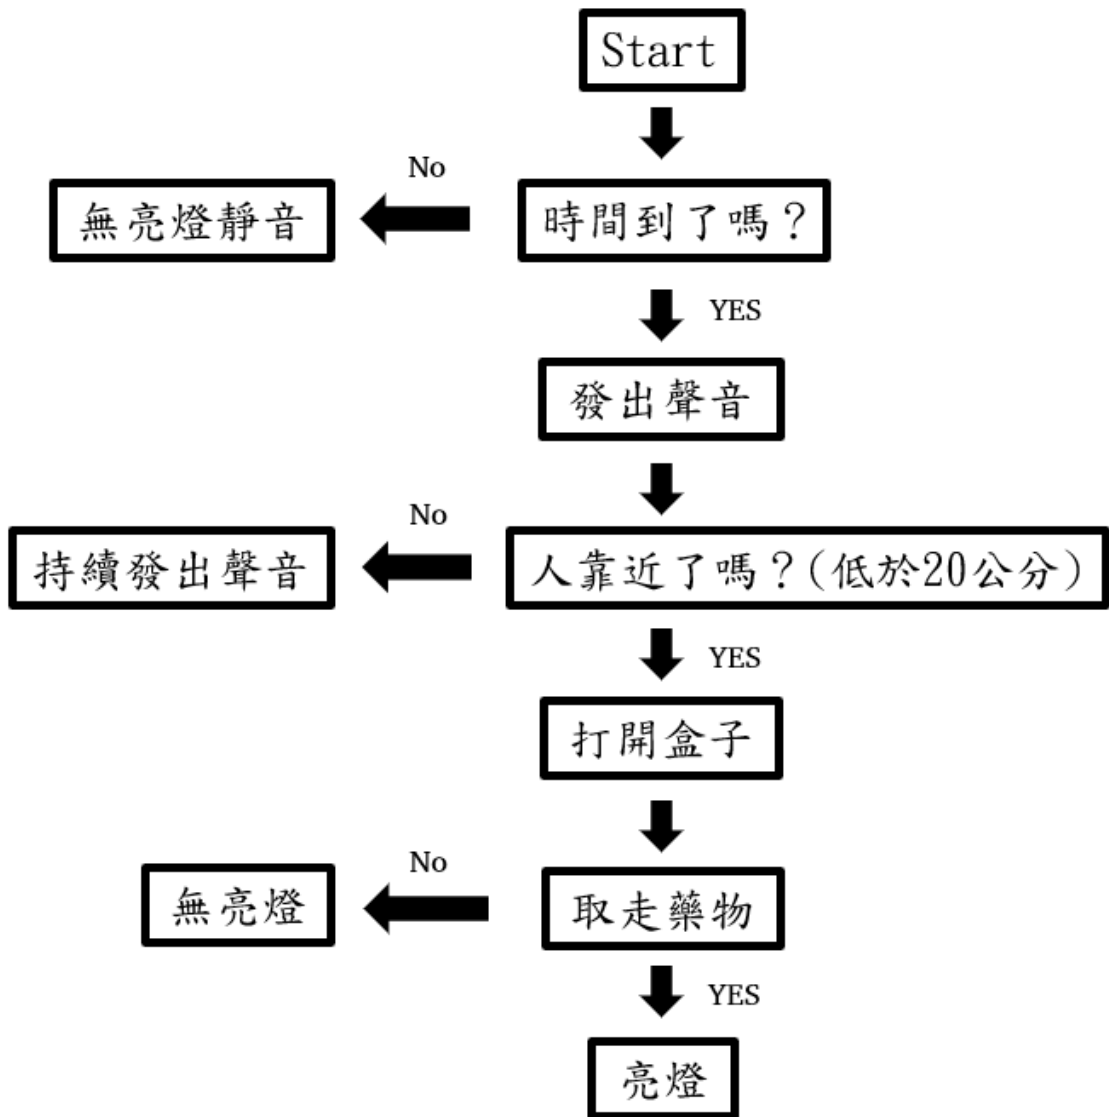 Start
No
無亮燈靜音
時間到了嗎？
YES
發出聲音
No
持續發出聲音
人靠近了嗎？(低於20公分)
YES
打開盒子
No
無亮燈
取走藥物
YES
亮燈